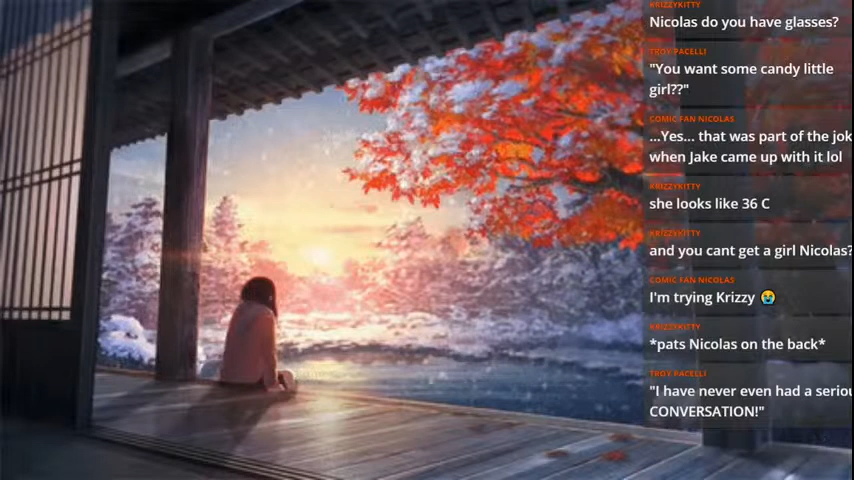 KRIZZYKITTY
Nicolas do you have glasses?
TROY PACELLI
"You want some candy little
girl??"
COMIC FAN NICOLAS
...Yes... that was part of the jok
when Jake came up with it lol
KRIZZYKITTY
she looks like 36 C
KRIZZYKITTY
and you cant get a girl Nicolas?
COMIC FAN NICOLAS
I'm trying Krizzy 😭
KRIZZYKITTY
*pats Nicolas on the back*
TROY PACELLI
"I have never even had a seriou
CONVERSATION!"